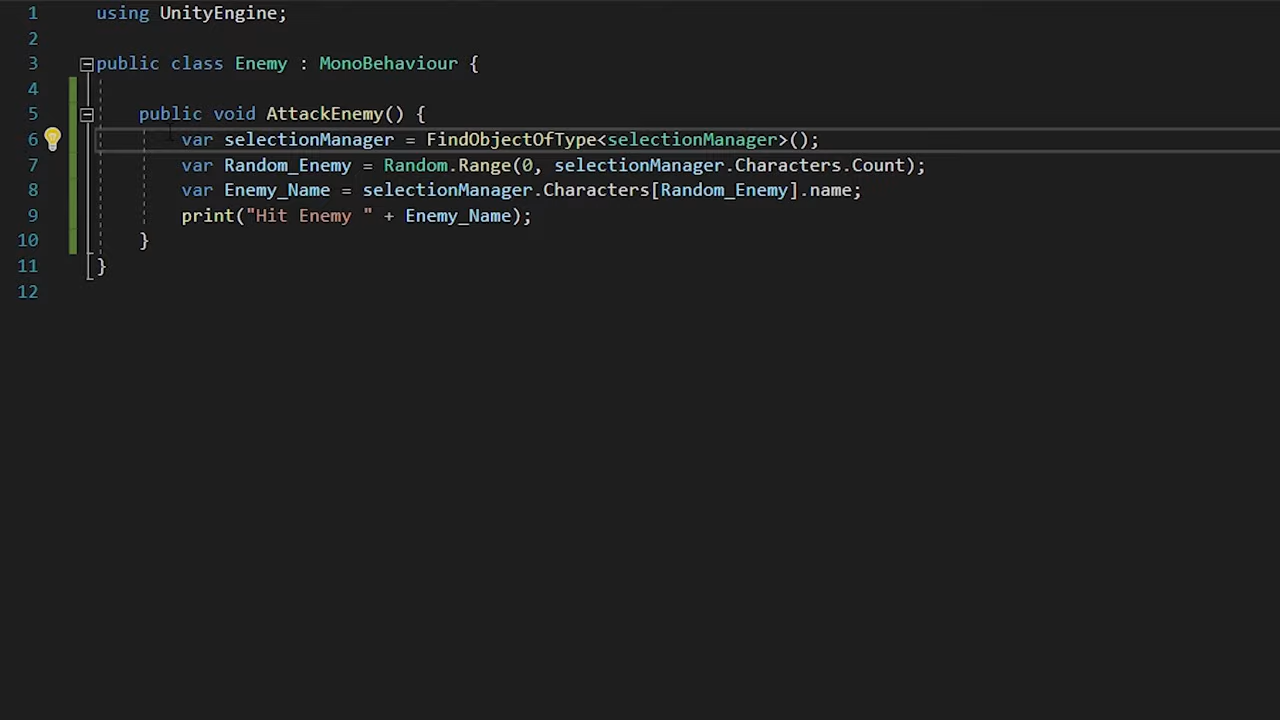 1 using UnityEngine;
2
3 public class Enemy : MonoBehaviour {
4
5 public void AttackEnemy() {
6 var selectionManager = FindObjectOfType<selectionManager>();
7 var Random_Enemy = Random.Range(0, selectionManager.Characters.Count);
8 var Enemy_Name = selectionManager.Characters[Random_Enemy].name;
9 print("Hit Enemy " + Enemy_Name);
10 }
11 }
12